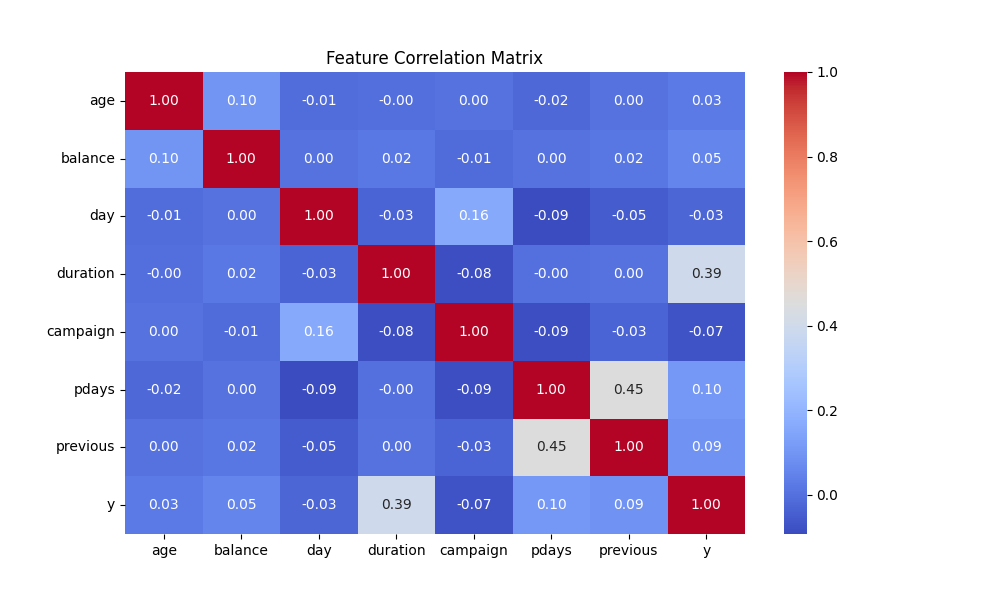 Feature Correlation Matrix
age 1.00 0.10 -0.01 -0.00 0.00 -0.02 0.00 0.03
balance 0.10 1.00 0.00 0.02 -0.01 0.00 0.02 0.05
day -0.01 0.00 1.00 -0.03 0.16 -0.09 -0.05 -0.03
duration -0.00 0.02 -0.03 1.00 -0.08 -0.00 0.00 0.39
campaign 0.00 -0.01 0.16 -0.08 1.00 -0.09 -0.03 -0.07
pdays -0.02 0.00 -0.09 -0.00 -0.09 1.00 0.45 0.10
previous 0.00 0.02 -0.05 0.00 -0.03 0.45 1.00 0.09
y 0.03 0.05 -0.03 0.39 -0.07 0.10 0.09 1.00
age balance day duration campaign pdays previous y
1.0
0.8
0.6
0.4
0.2
0.0